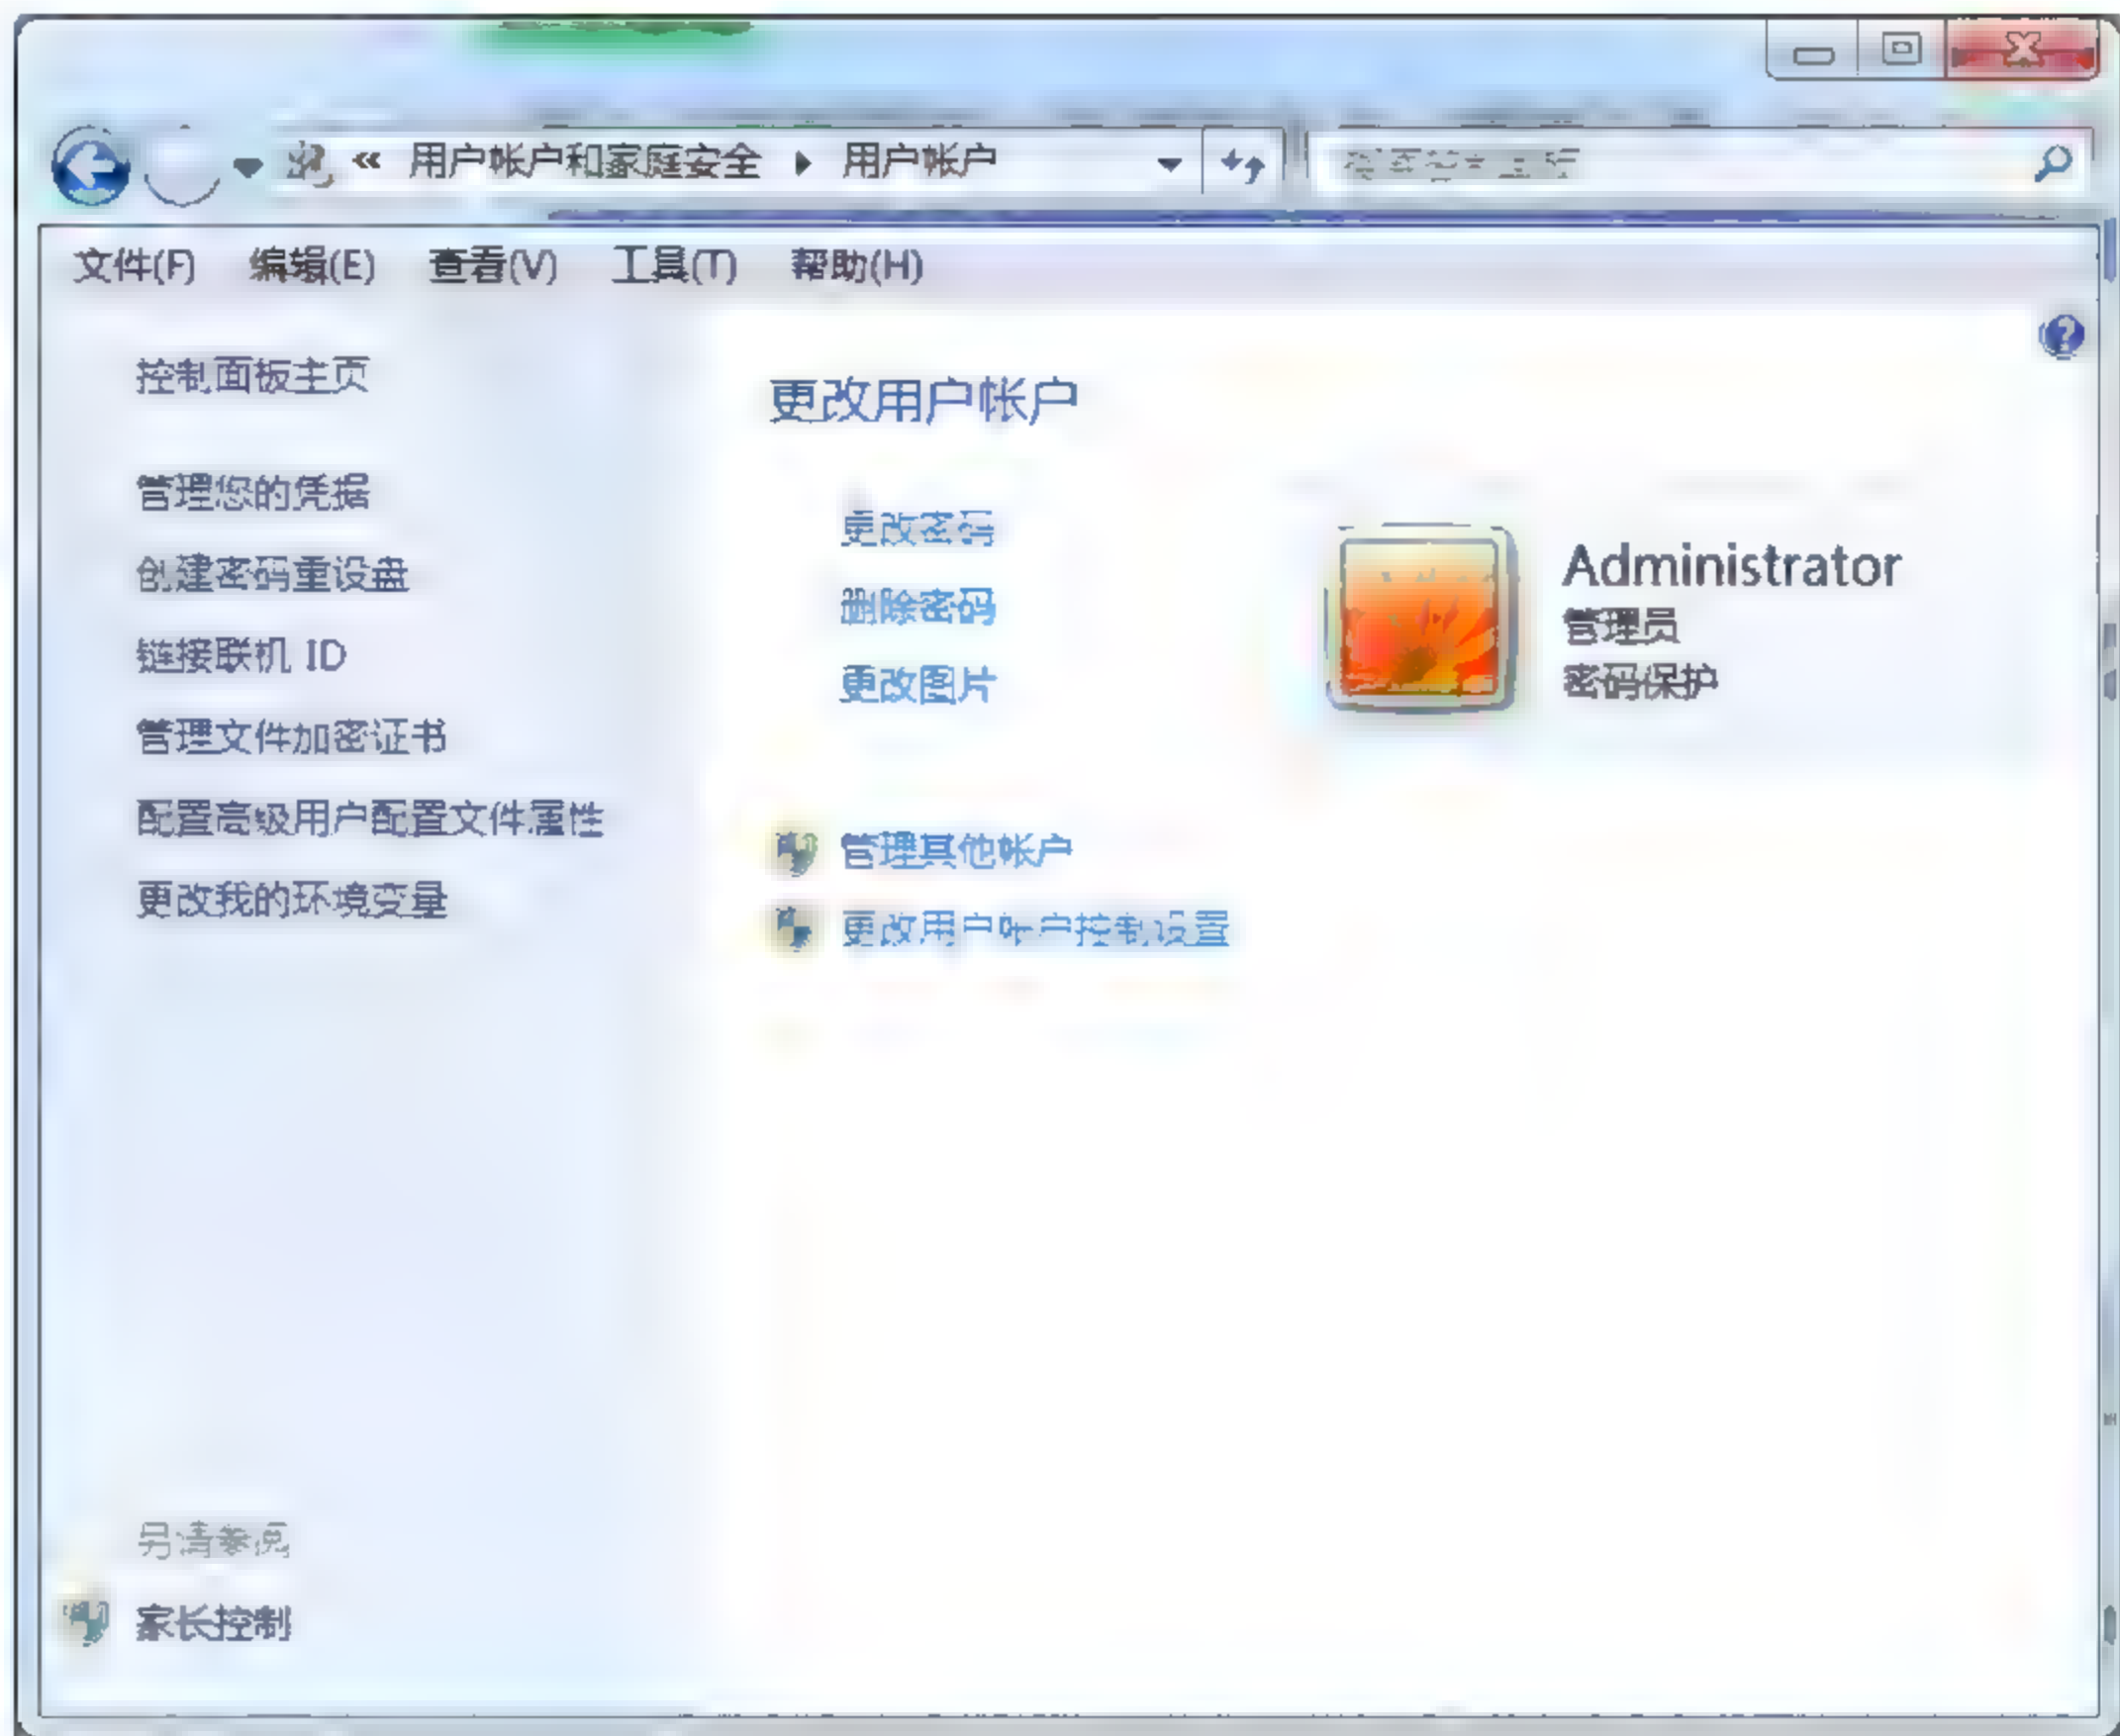 « 用户帐户和家庭安全 ▸ 用户帐户
文件(F) 编辑(E) 查看(V) 工具(T) 帮助(H)
控制面板主页
管理您的凭据
创建密码重设盘
链接联机 ID
管理文件加密证书
配置高级用户配置文件属性
更改我的环境变量
更改用户帐户
更改密码
删除密码
更改图片
管理其他帐户
更改用户帐户控制设置
Administrator
管理员
密码保护
另请参阅
家长控制